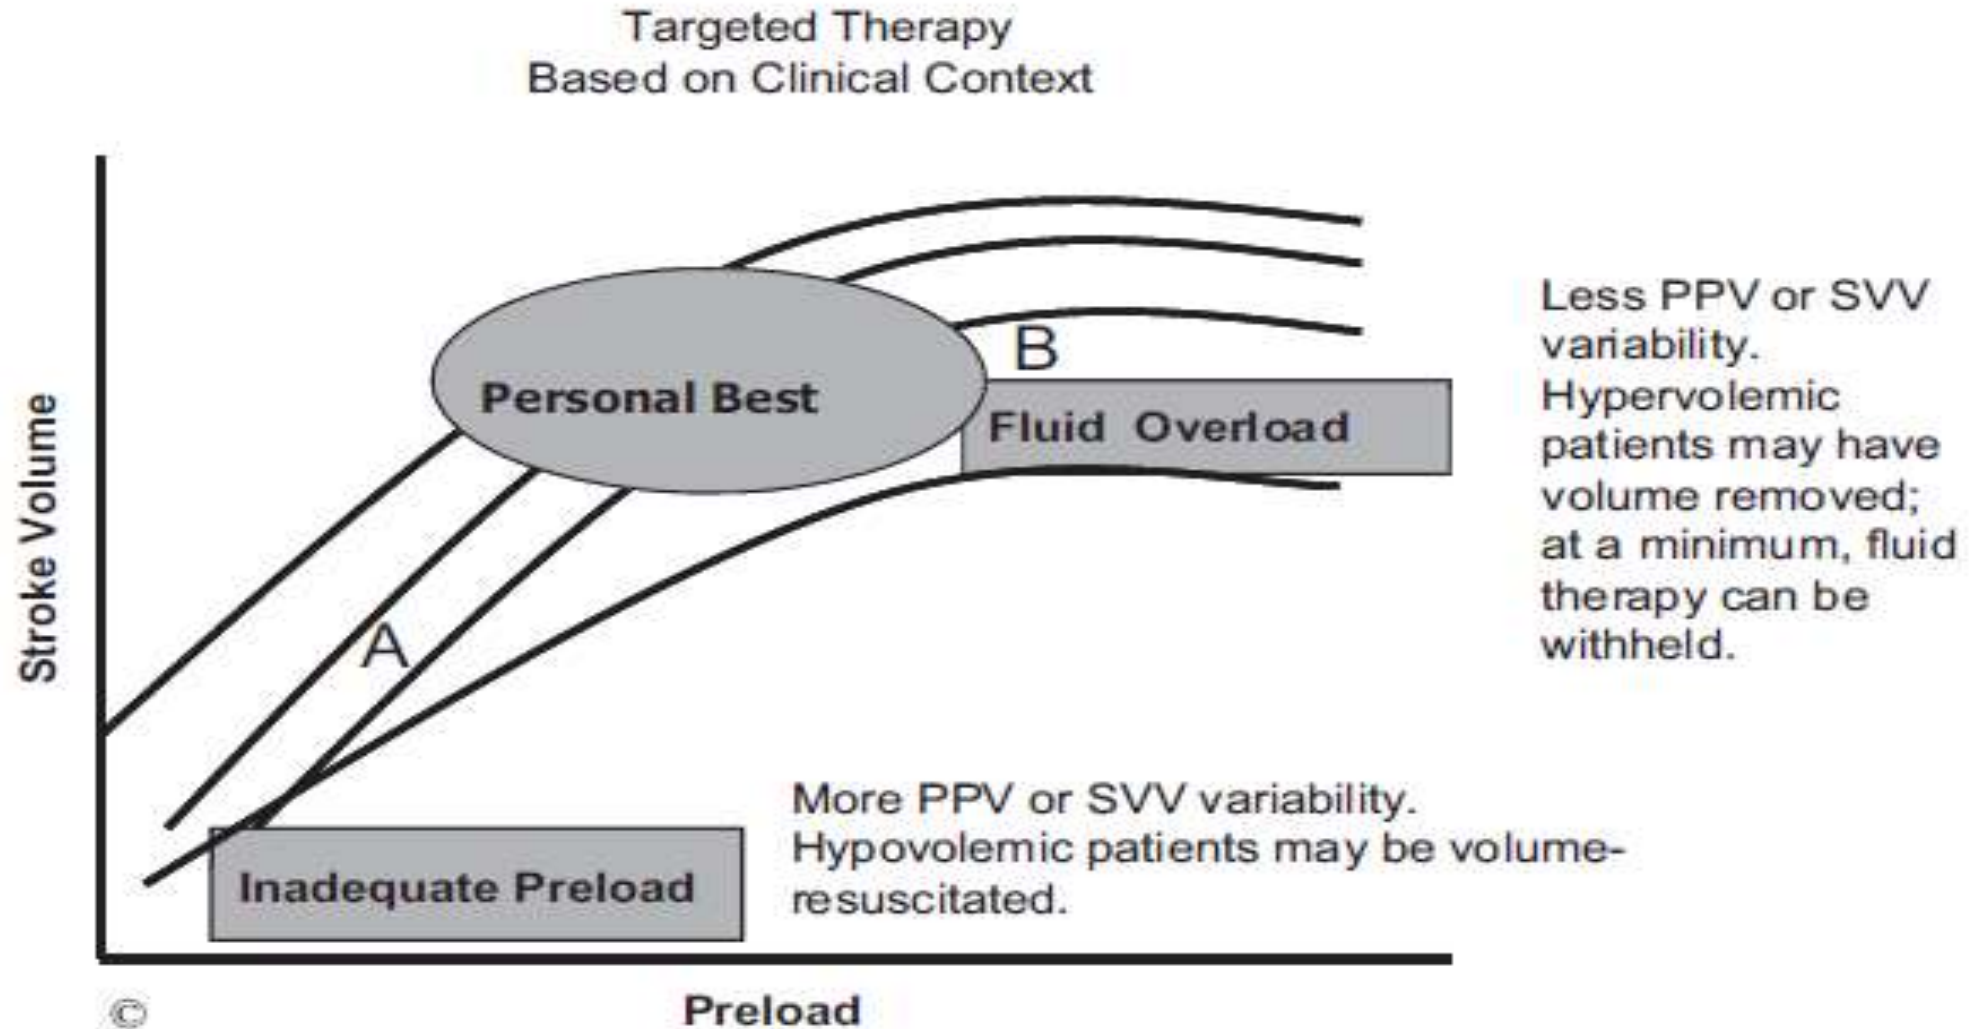 Targeted Therapy
Based on Clinical Context
Stroke Volume
Personal Best
B
Fluid Overload
A
Inadequate Preload
Less PPV or SVV
variability.
Hypervolemic
patients may have
volume removed;
at a minimum, fluid
therapy can be
withheld.
More PPV or SVV variability.
Hypovolemic patients may be volume-
resuscitated.
©
Preload